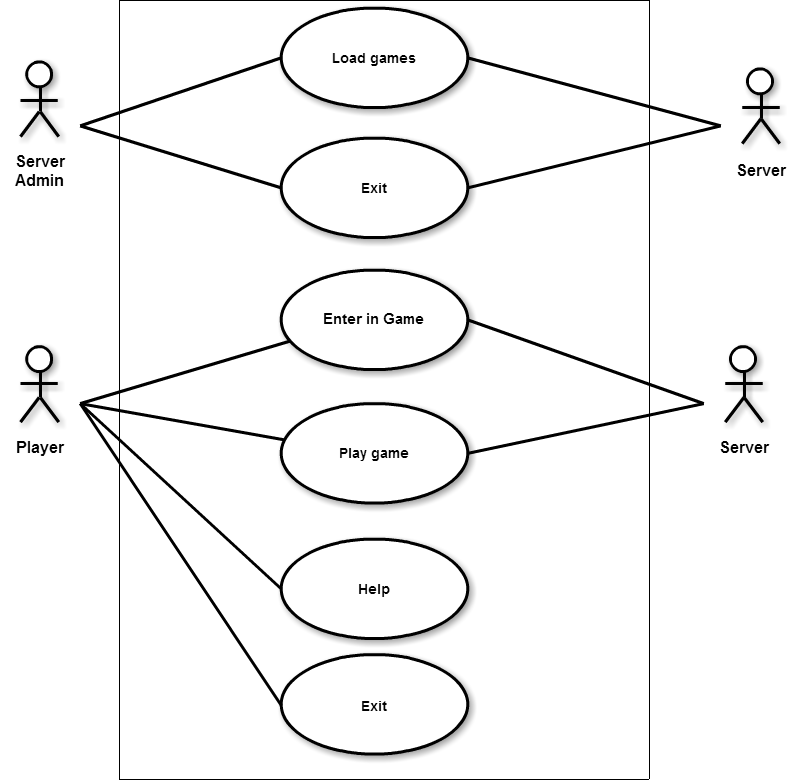 Load games
Server
Admin
Server
Exit
Enter in Game
Player
Server
Play game
Help
Exit